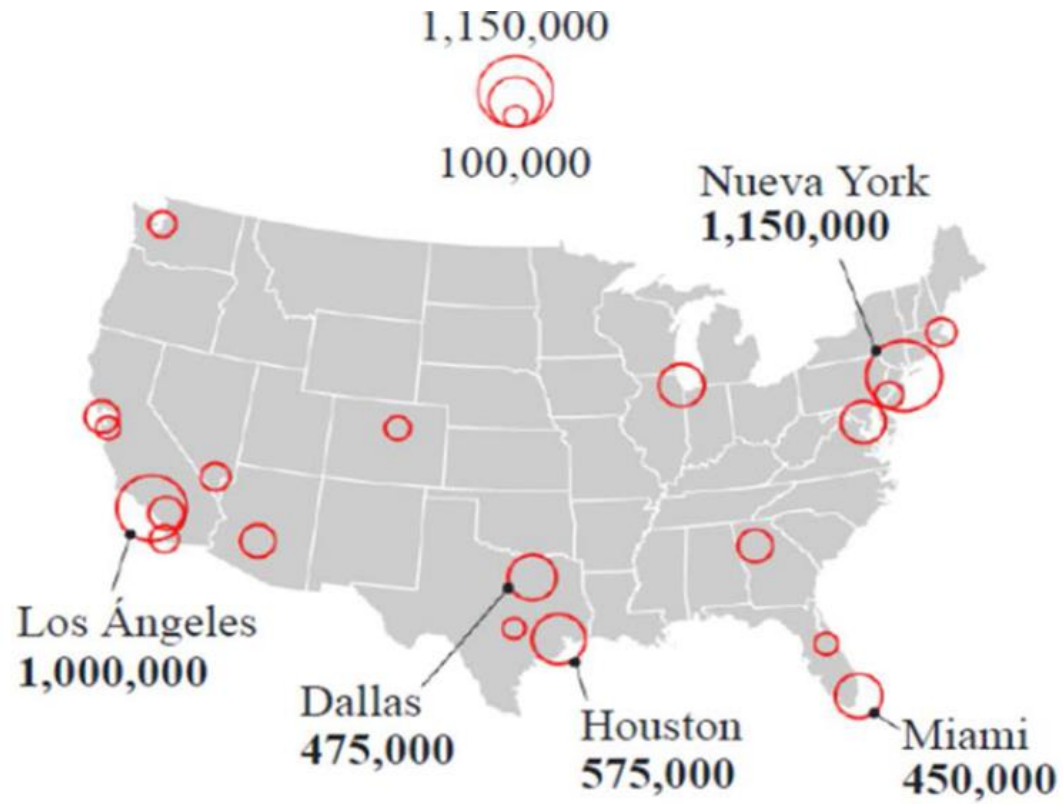 1,150,000
100,000
Nueva York
1,150,000
Los Ángeles
1,000,000
Dallas
475,000
Houston
575,000
Miami
450,000